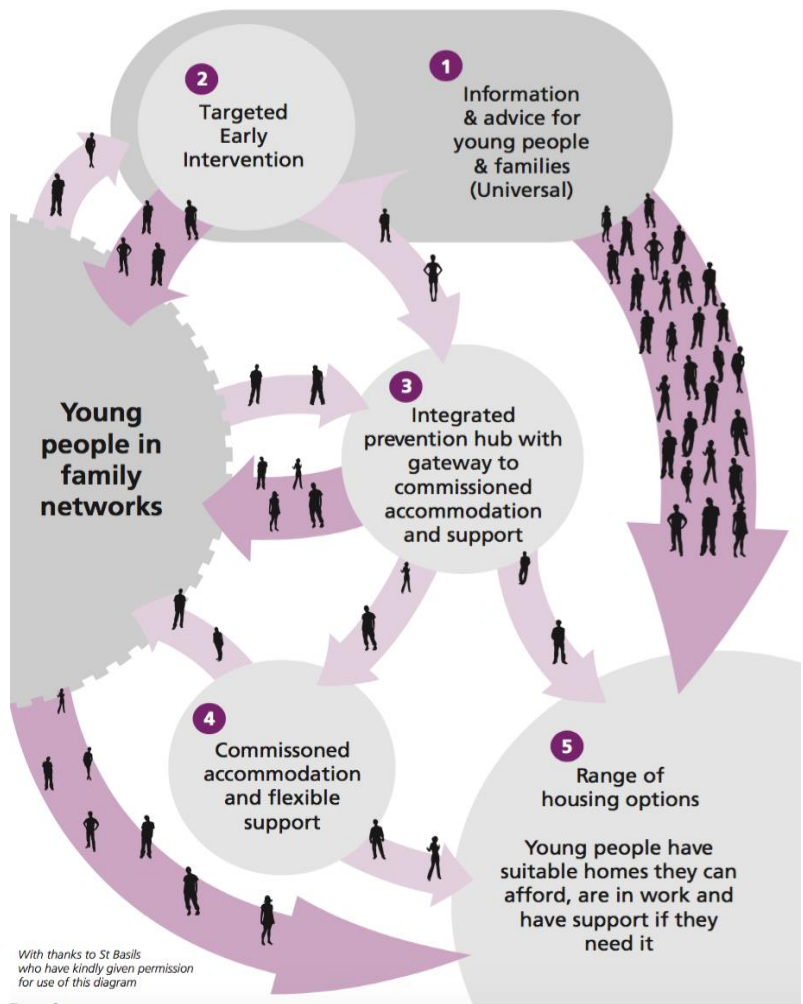 1
Information
& advice for
young people
& families
(Universal)
2
Targeted
Early
Intervention
Young
people in
family
networks
3
Integrated
prevention hub with
gateway to
commissioned
accommodation
and support
4
Commissoned
accommodation
and flexible
support
5
Range of
housing options
Young people have
suitable homes they can
afford, are in work and
have support if they
need it
With thanks to St Basils
who have kindly given permission
for use of this diagram